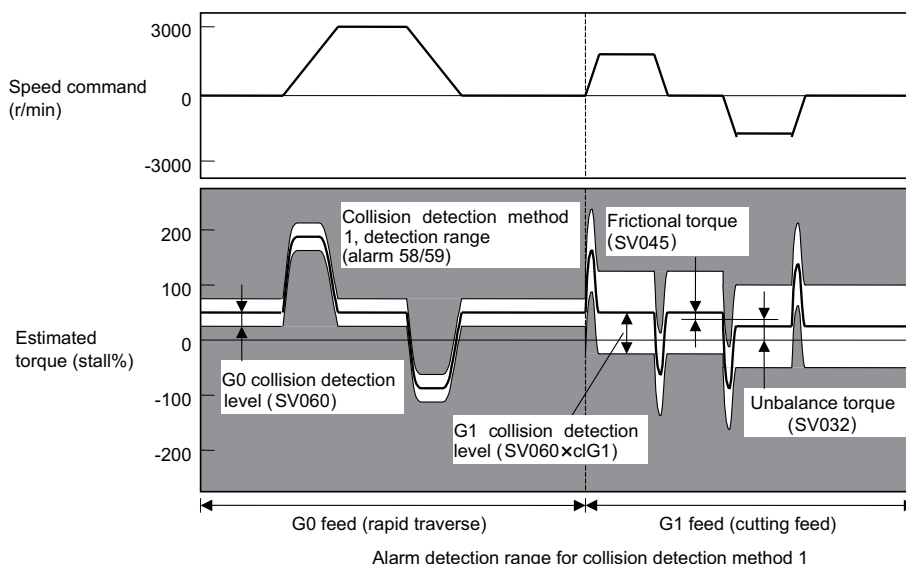 3000
Speed command
(r/min)
0
-3000
200
100
Estimated
torque (stall%)
0
-100
-200
Collision detection method
1, detection range
(alarm 58/59)
Frictional torque
(SV045)
G0 collision detection
level (SV060)
G1 collision detection
level (SV060×clG1)
Unbalance torque
(SV032)
G0 feed (rapid traverse)
G1 feed (cutting feed)
Alarm detection range for collision detection method 1